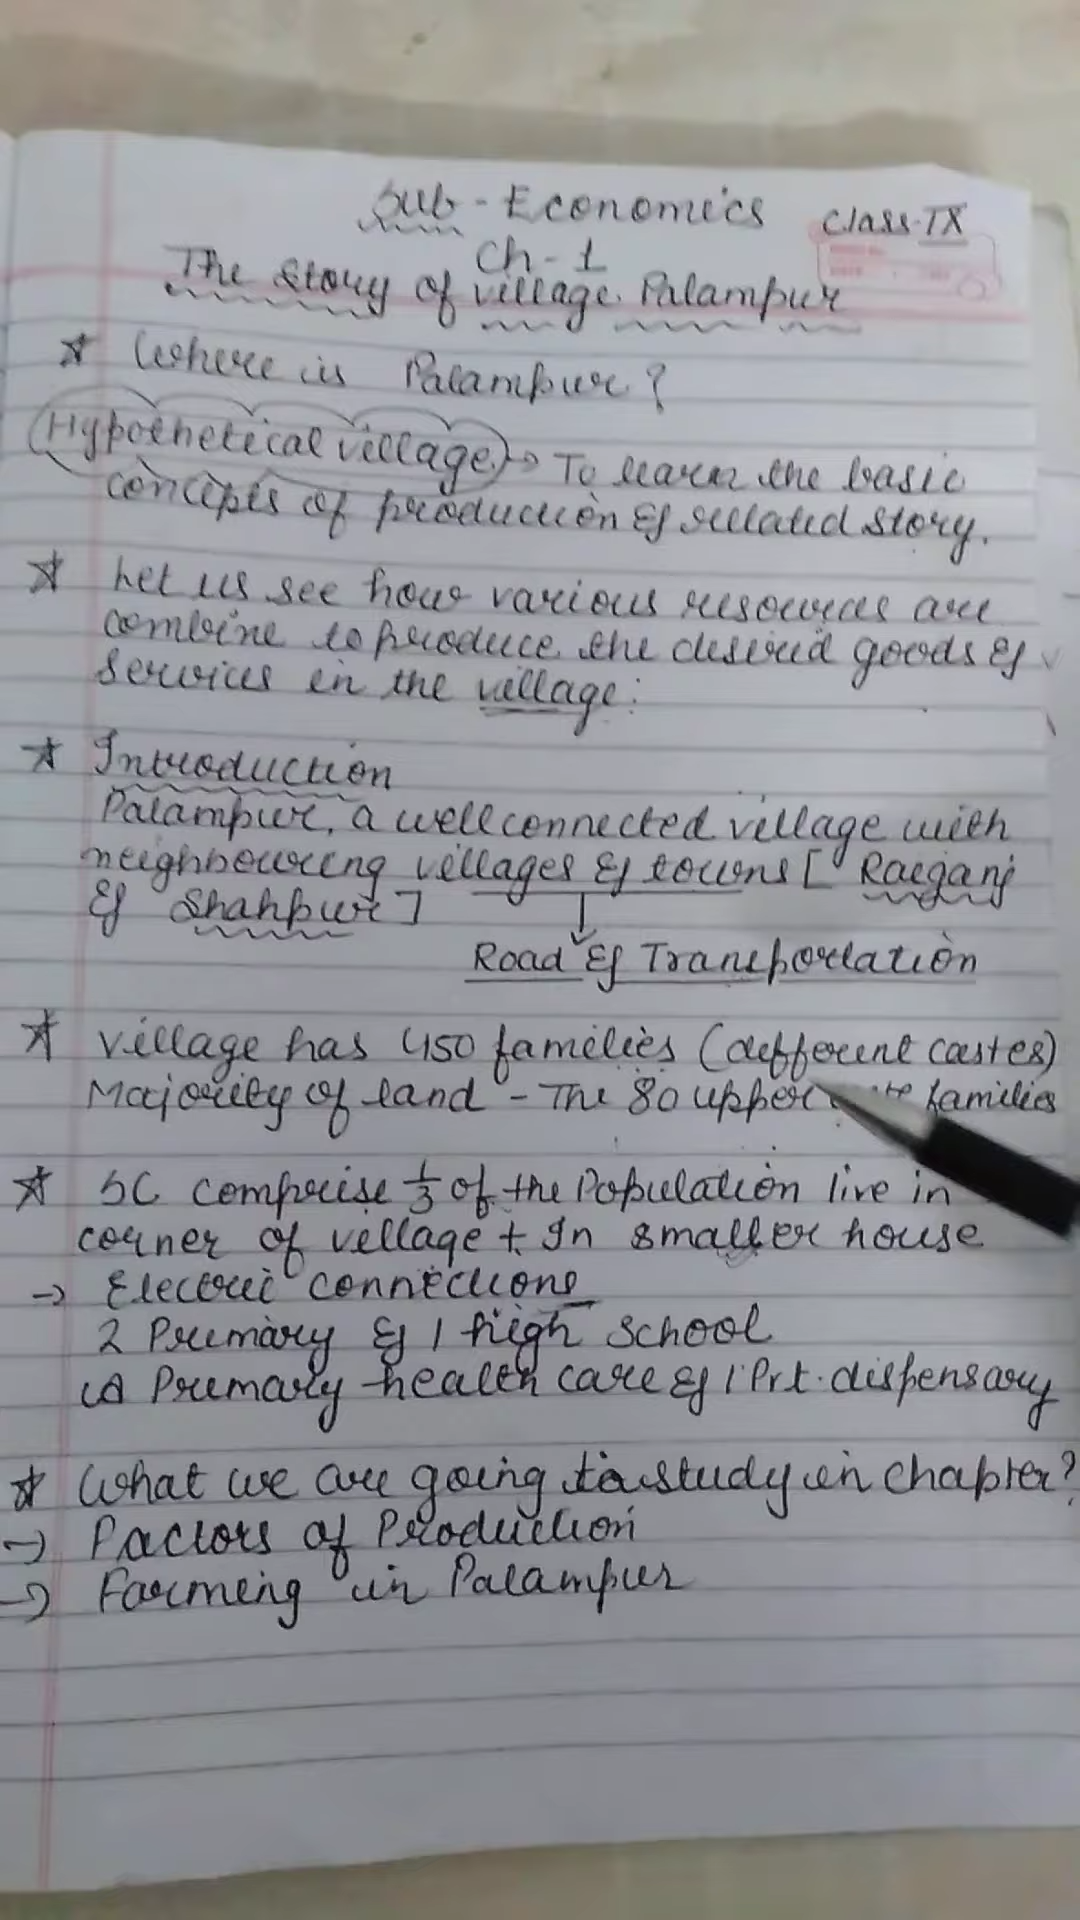 Sub - Economics Class-IX
Ch-1
The Story of village Palampur
* Where is Palampur?
(Hypothetical village) → To learn the basic
concepts of production & related story.
* Let us see how various resources are
combine to produce the desired goods &
services in the village:
* Introduction
Palampur, a well connected village with
neighbouring villages & towns [ Raiganj
& Shahpur ]
↓
Road & Transportation
* Village has 450 families (different castes)
Majority of land - The 80 upper families
* SC comprise 1/3 of the Population live in
corner of village + In smaller house
→ Electric connections
2 Primary & 1 high School
Primary health care & 1 Prt. dispensary
* What we are going to study in chapter?
→ Factors of Production
→ Farming in Palampur